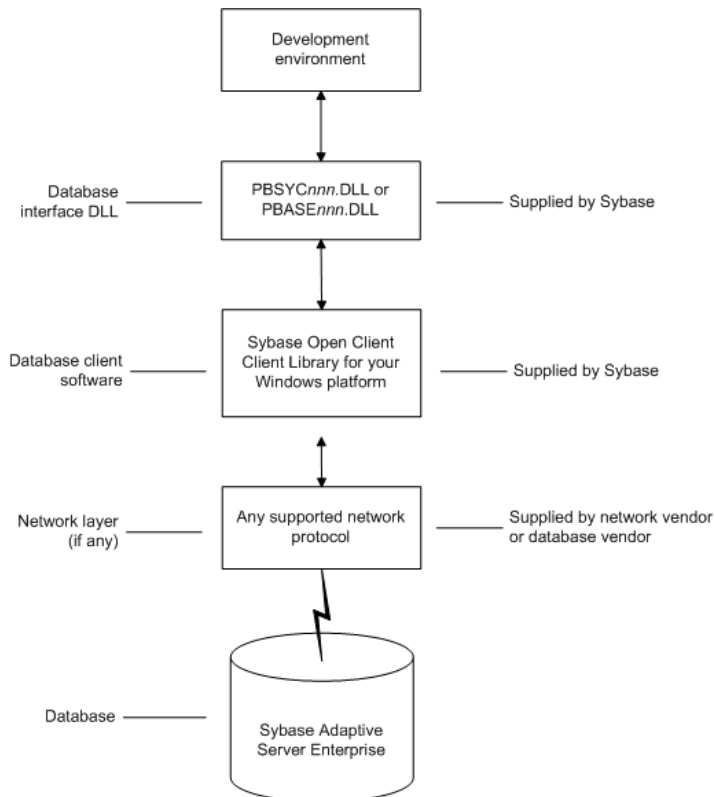 Development
environment
Database
interface DLL
PBSYCnnn.DLL or
PBASEnnn.DLL
Supplied by Sybase
Database client
software
Sybase Open Client
Client Library for your
Windows platform
Supplied by Sybase
Network layer
(if any)
Any supported network
protocol
Supplied by network vendor
or database vendor
Database
Sybase Adaptive
Server Enterprise